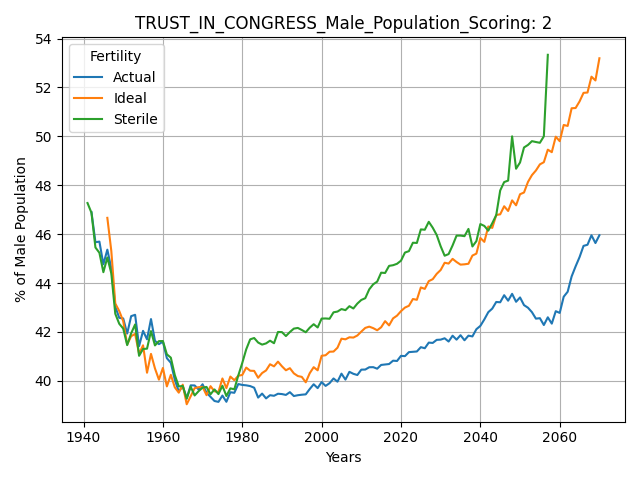 TRUST_IN_CONGRESS_Male_Population_Scoring: 2
Fertility
Actual
Ideal
Sterile
% of Male Population
54
52
50
48
46
44
42
40
1940 1960 1980 2000 2020 2040 2060
Years